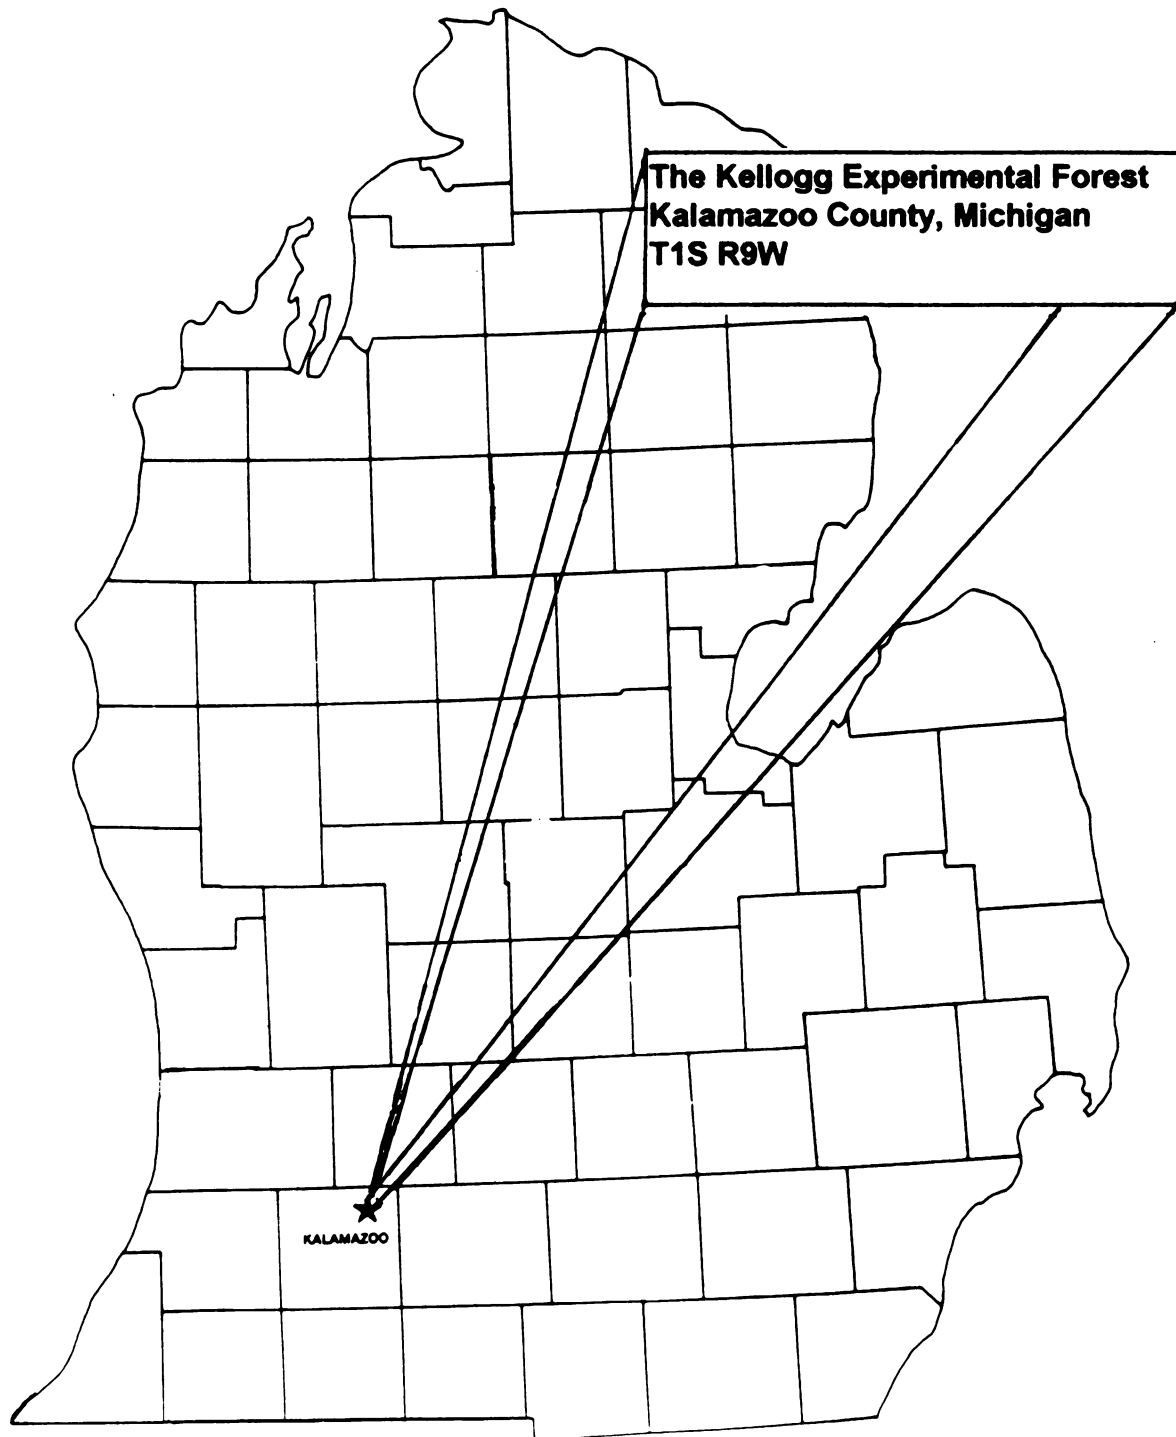 The Kellogg Experimental Forest
Kalamazoo County, Michigan
T1S R9W
KALAMAZOO